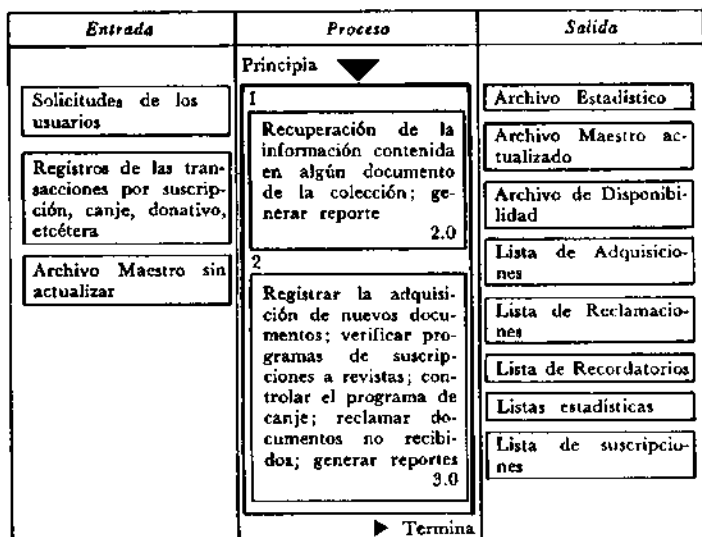 Entrada
Proceso
Salida
Solicitudes de los
usuarios
Registros de las tran-
sacciones por suscrip-
ción, canje, donativo,
etcétera
Archivo Maestro sin
actualizar
Principia
1
Recuperación de la
información contenida
en algún documento
de la colección; ge-
nerar reporte
2.0
2
Registrar la adquisi-
ción de nuevos docu-
mentos; verificar pro-
gramas de suscrip-
ciones a revistas; con-
trolar el programa de
canje; reclamar do-
cumentos no recibi-
dos; generar reportes
3.0
Termina
Archivo Estadístico
Archivo Maestro ac-
tualizado
Archivo de Disponibi-
lidad
Lista de Adquisicio-
nes
Lista de Reclamacio-
nes
Lista de Recordatorios
Listas estadísticas
Lista de suscripcio-
nes